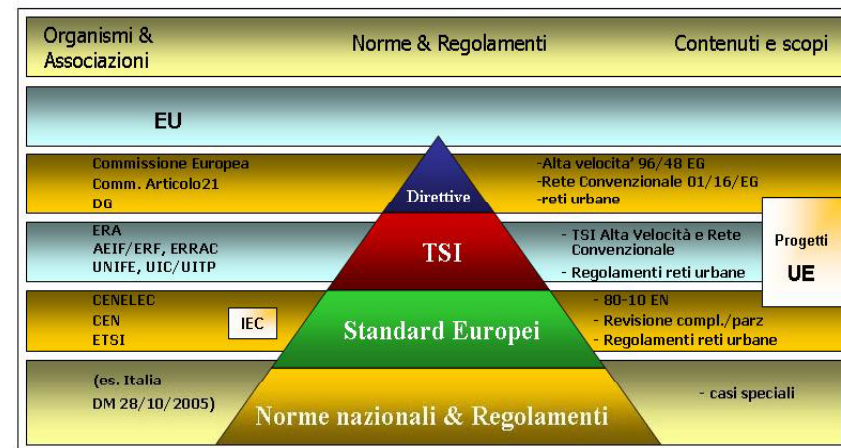 Organismi &
Associazioni
Norme & Regolamenti
Contenuti e scopi
EU
Commissione Europea
Comm. Articolo21
DG
Direttive
-Alta velocita' 96/48 EG
-Rete Convenzionale 01/16/EG
-reti urbane
ERA
AEIF/ERF, ERRAC
UNIFE, UIC/UITP
TSI
- TSI Alta Velocità e Rete
Convenzionale
- Regolamenti reti urbane
Progetti
UE
CENELEC
CEN
ETSI
IEC
Standard Europei
- 80-10 EN
- Revisione compl./parz
- Regolamenti reti urbane
(es. Italia
DM 28/10/2005)
Norme nazionali & Regolamenti
- casi speciali